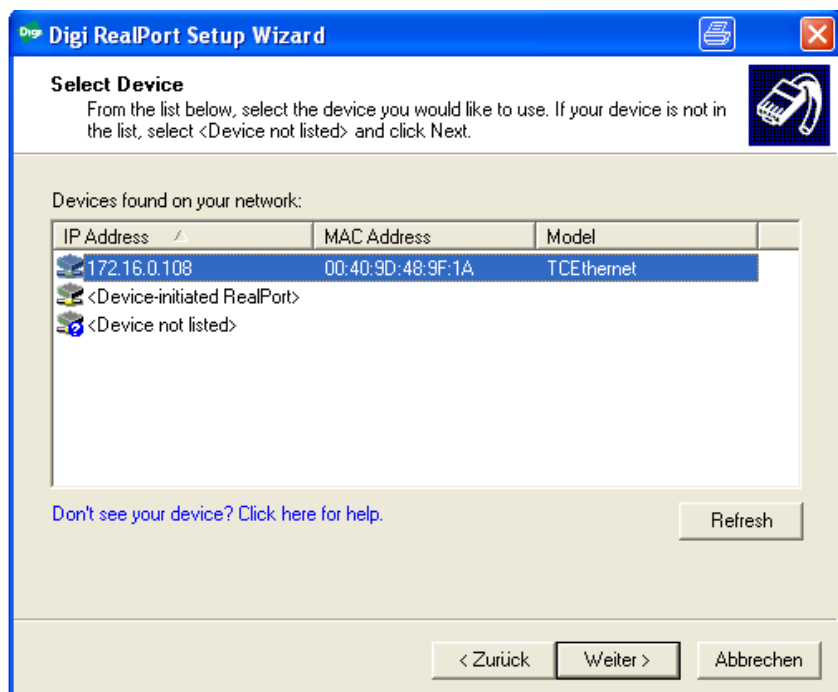 Digi Digi RealPort Setup Wizard
Select Device
From the list below, select the device you would like to use. If your device is not in
the list, select <Device not listed> and click Next.
Devices found on your network:
IP Address MAC Address Model
172.16.0.108 00:40:9D:48:9F:1A TCEthernet
<Device-initiated RealPort>
<Device not listed>
Don't see your device? Click here for help.
Refresh
< Zurück Weiter > Abbrechen